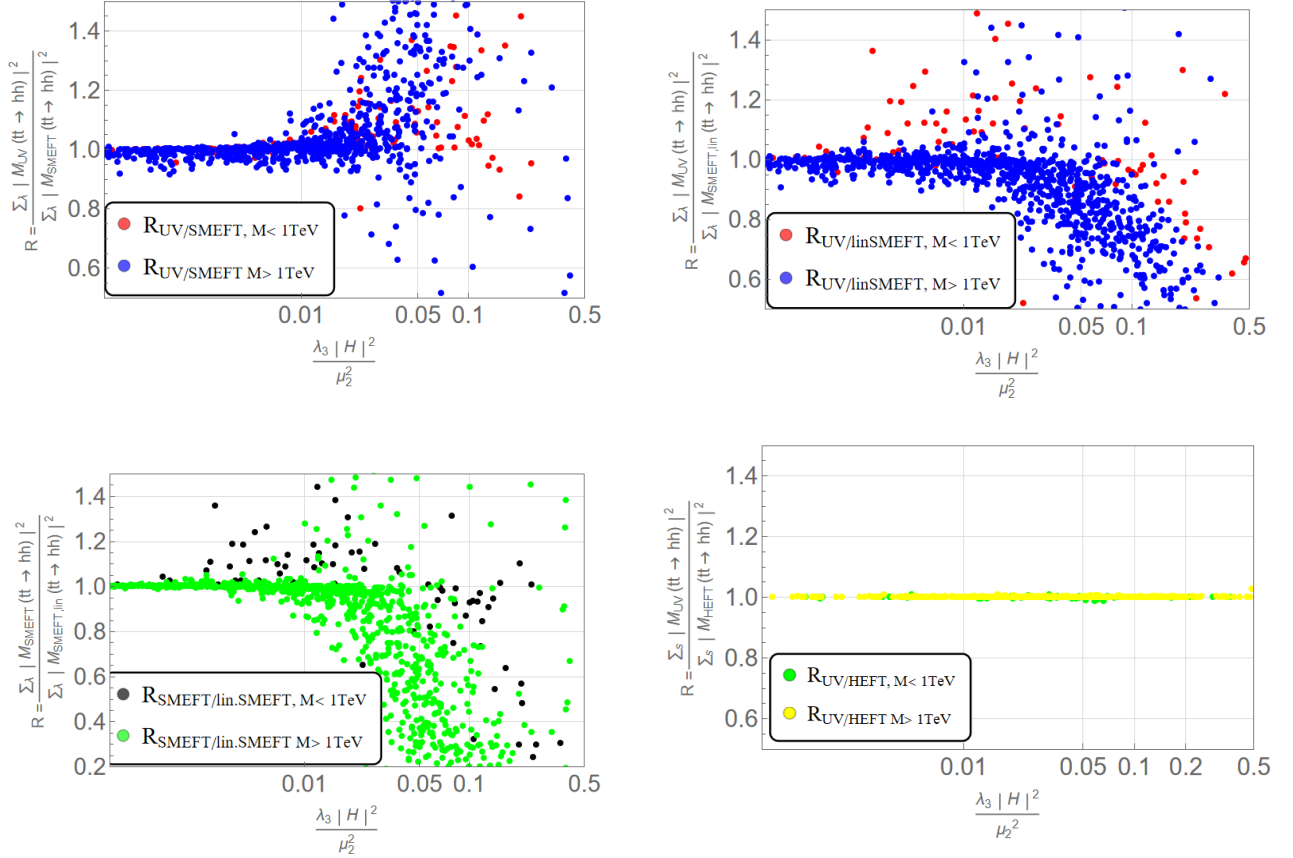 R = Σλ | MUV (tt → hh) |²
Σλ | MSMEFT (tt → hh) |²
1.4
1.2
1.0
0.8
0.6
RUV/SMEFT, M< 1TeV
RUV/SMEFT M> 1TeV
0.01
0.05
0.1
0.5
λ3 | H |²
μ2²
R = Σλ | MUV (tt → hh) |²
Σλ | MSMEFT,lin (tt → hh) |²
1.4
1.2
1.0
0.8
0.6
RUV/linSMEFT, M< 1TeV
RUV/linSMEFT, M> 1TeV
0.01
0.05
0.1
0.5
λ3 | H |²
μ2²
R = Σλ | MSMEFT (tt → hh) |²
Σλ | MSMEFT,lin (tt → hh) |²
1.4
1.2
1.0
0.8
0.6
0.4
0.2
RSMEFT/lin.SMEFT, M< 1TeV
RSMEFT/lin.SMEFT M> 1TeV
0.01
0.05
0.1
0.5
λ3 | H |²
μ2²
R = Σs | MUV (tt → hh) |²
Σs | MHEFT (tt → hh) |²
1.4
1.2
1.0
0.8
0.6
RUV/HEFT, M< 1TeV
RUV/HEFT M> 1TeV
0.01
0.05
0.1
0.2
0.5
λ3 | H |²
μ2²